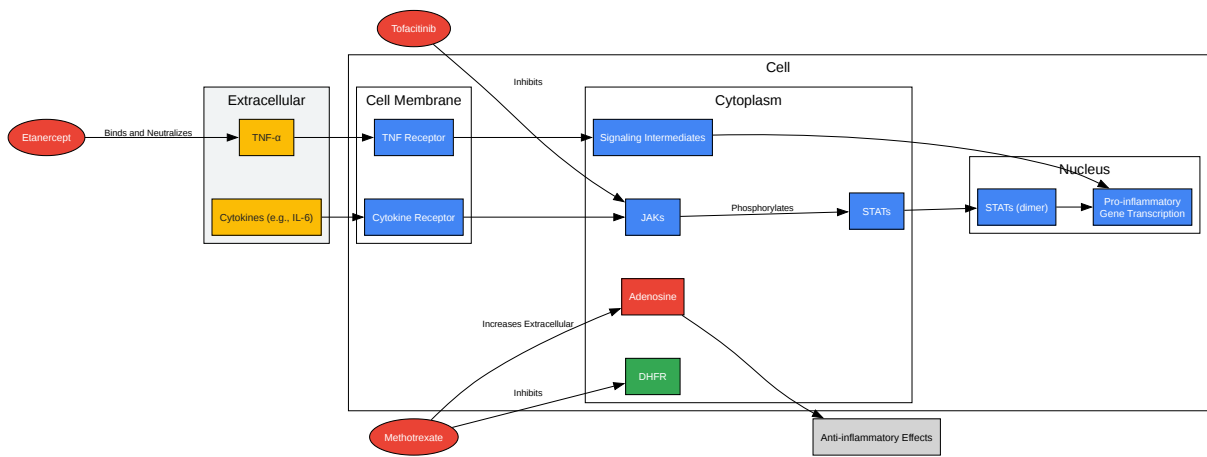 Tofacitinib
Cell
Inhibits
Extracellular
Cell Membrane
Cytoplasm
Etanercept
Binds and Neutralizes
TNF-α
TNF Receptor
Signaling Intermediates
Nucleus
Cytokines (e.g., IL-6)
Cytokine Receptor
JAKs
Phosphorylates
STATs
STATs (dimer)
Pro-inflammatory
Gene Transcription
Adenosine
Increases Extracellular
DHFR
Inhibits
Methotrexate
Anti-inflammatory Effects